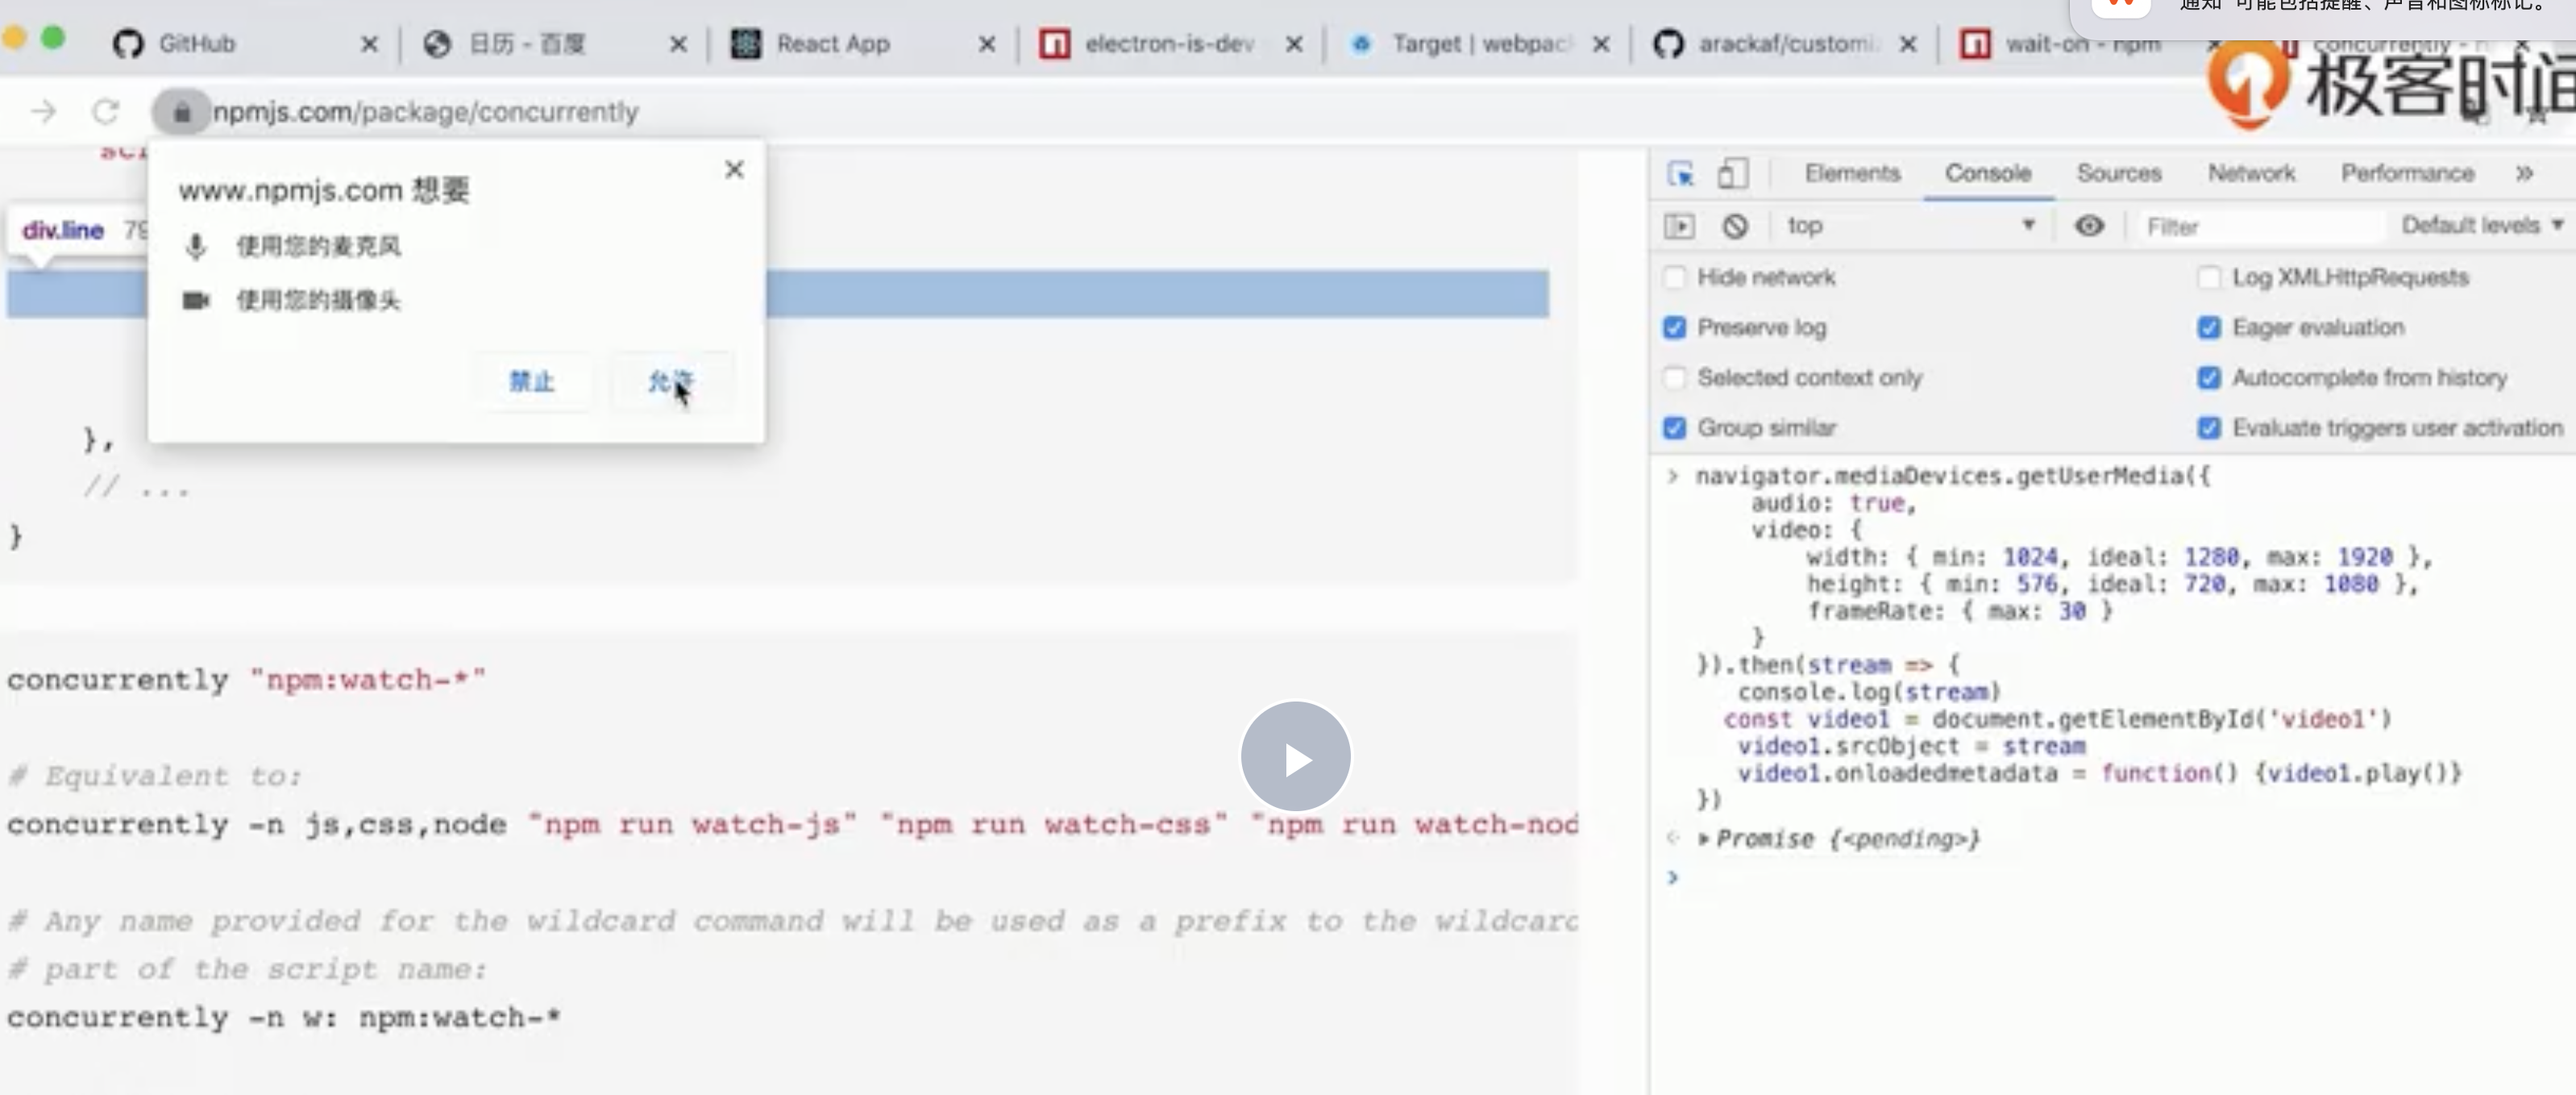 通知"可能包括提醒、声音和图标标记。
GitHub
日历 - 百度
React App
electron-is-dev
Target | webpac
arackaf/customi
wait-on - npm
concurrently - n
npmjs.com/package/concurrently
极客时间
www.npmjs.com 想要
使用您的麦克风
使用您的摄像头
禁止 允许
div.line 79
},
// ...
}
concurrently "npm:watch-*"
# Equivalent to:
concurrently -n js,css,node "npm run watch-js" "npm run watch-css" "npm run watch-nod
# Any name provided for the wildcard command will be used as a prefix to the wildcard
# part of the script name:
concurrently -n w: npm:watch-*
Elements Console Sources Network Performance »
top Filter Default levels ▼
Hide network Log XMLHttpRequests
Preserve log Eager evaluation
Selected context only Autocomplete from history
Group similar Evaluate triggers user activation
> navigator.mediaDevices.getUserMedia({
audio: true,
video: {
width: { min: 1024, ideal: 1280, max: 1920 },
height: { min: 576, ideal: 720, max: 1080 },
frameRate: { max: 30 }
}
}).then(stream => {
console.log(stream)
const video1 = document.getElementById('video1')
video1.srcObject = stream
video1.onloadedmetadata = function() {video1.play()}
})
Promise {<pending>}
>